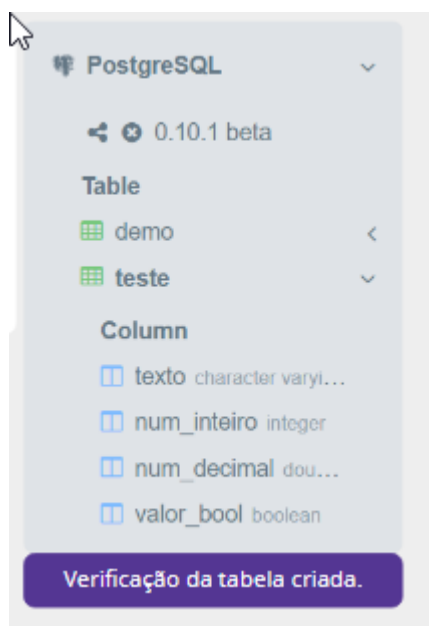 PostgreSQL
0.10.1 beta
Table
demo
teste
Column
texto character varyi...
num_inteiro integer
num_decimal dou...
valor_bool boolean
Verificação da tabela criada.